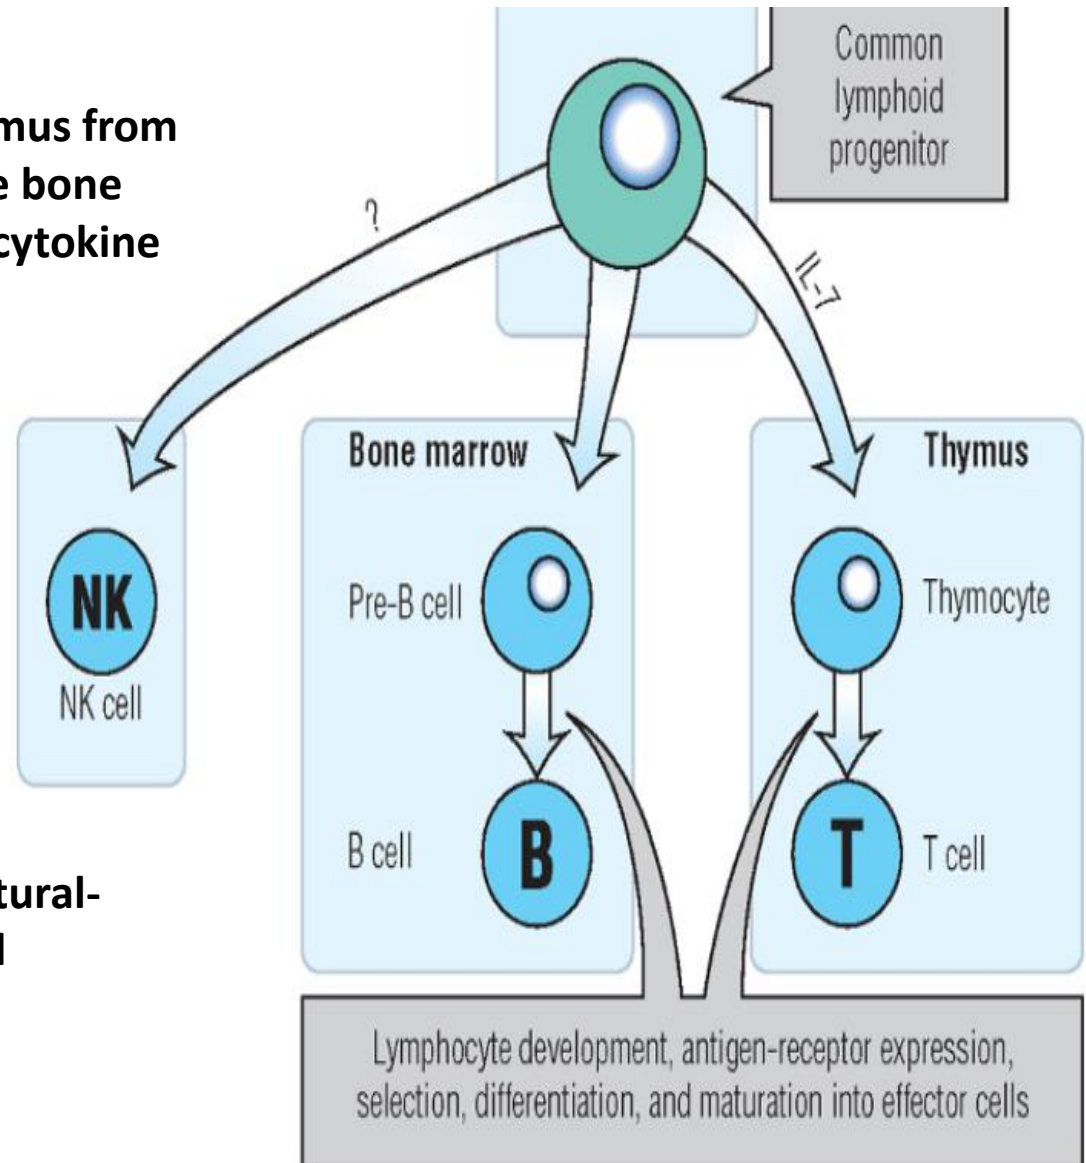 mus from
e bone
cytokine
tural-
Common
lymphoid
progenitor
?
IL-7
Bone marrow
Thymus
NK
NK cell
Pre-B cell
Thymocyte
B cell
B
T
T cell
Lymphocyte development, antigen-receptor expression,
selection, differentiation, and maturation into effector cells